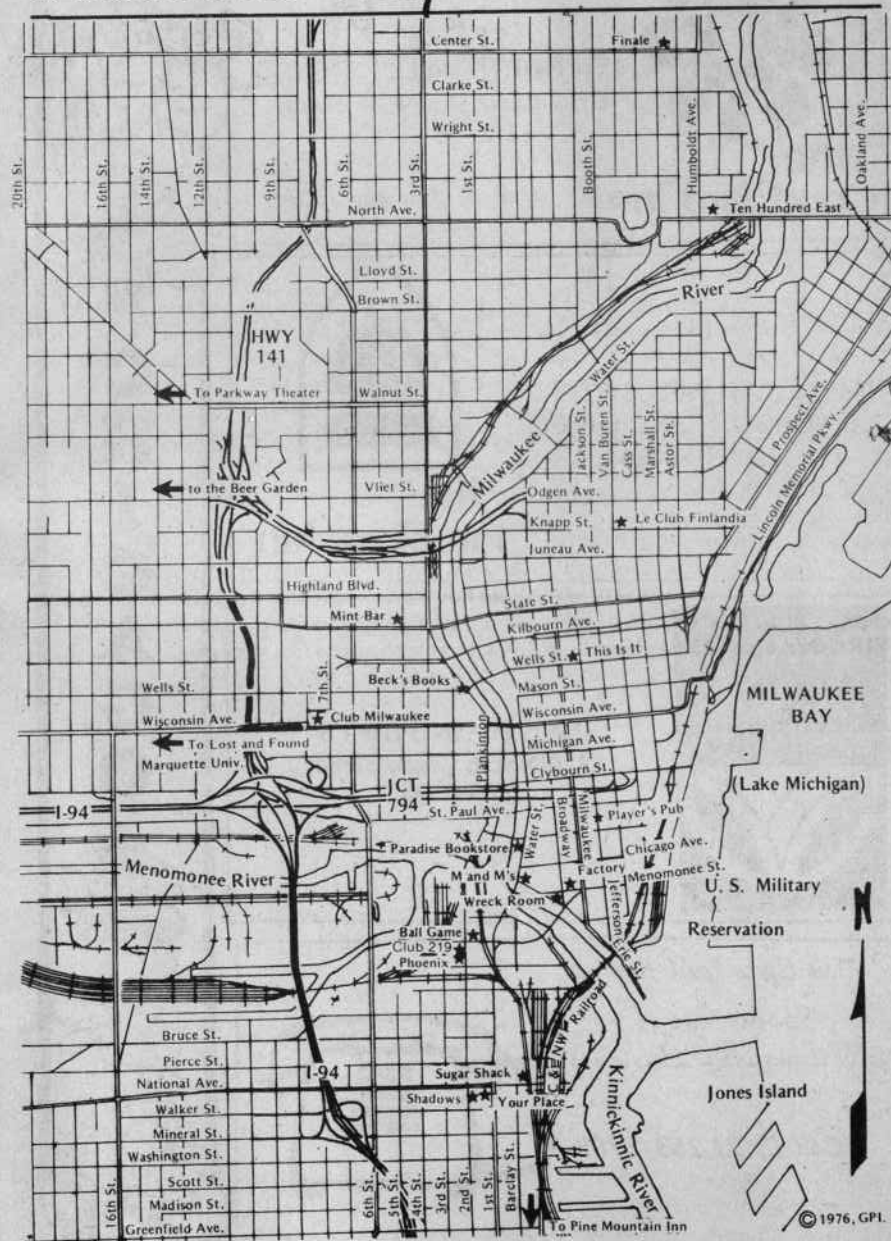 Center St.
Finale
Clarke St.
Wright St.
20th St.
16th St.
14th St.
12th St.
9th St.
6th St.
3rd St.
1st St.
Booth St.
Humboldt Ave.
Oakland Ave.
North Ave.
Ten Hundred East
Lloyd St.
Brown St.
River
HWY
141
Water St.
To Parkway Theater
Walnut St.
Jackson St.
Van Buren St.
Cass St.
Marshall St.
Astor St.
Prospect Ave.
Lincoln Memorial Pkwy.
Milwaukee
to the Beer Garden
Vliet St.
Odgen Ave.
Knapp St.
Le Club Finlandia
Juneau Ave.
Highland Blvd.
State St.
Mint Bar
Kilbourn Ave.
Wells St.
This Is It
Beck's Books
Mason St.
Wells St.
7th St.
Wisconsin Ave.
MILWAUKEE
BAY
Wisconsin Ave.
Club Milwaukee
Plankinton
Michigan Ave.
To Lost and Found
Marquette Univ.
Clybourn St.
(Lake Michigan)
JCT
794
I-94
St. Paul Ave.
Water St.
Broadway
Milwaukee
Player's Pub
Paradise Bookstore
Chicago Ave.
Menomonee River
M and M's
Factory
Menomonee St.
Wreck Room
Jefferson
U. S. Military
Reservation
N
Ball Game
Club 219
Phoenix
Erie St.
Railroad
Bruce St.
Pierce St.
I-94
Sugar Shack
National Ave.
Kinnickinnic River
Jones Island
Shadows
Your Place
Walker St.
Mineral St.
Washington St.
Scott St.
Madison St.
Greenfield Ave.
16th St.
6th St.
5th St.
4th St.
3rd St.
2nd St.
1st St.
Barclay St.
To Pine Mountain Inn
© 1976, GPI.